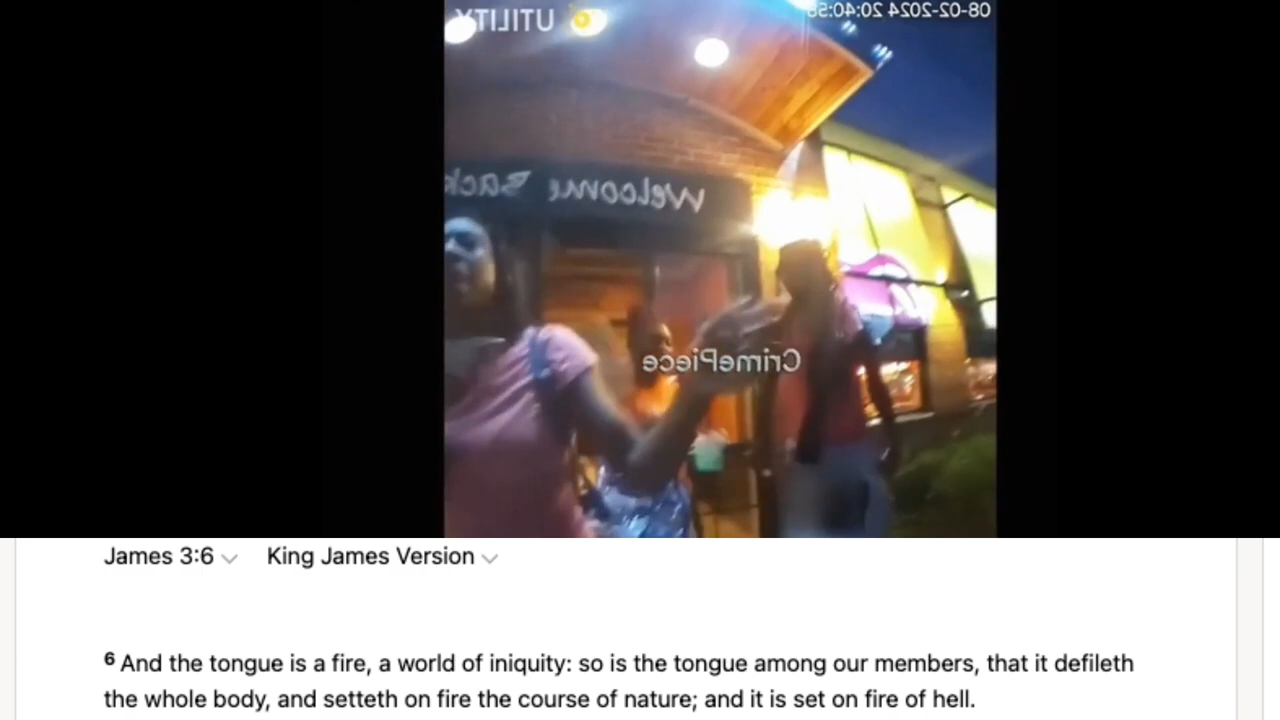 UTILITY
08-02-2024 20:40:58
Welcome Back
CrimePiece
James 3:6 King James Version
6 And the tongue is a fire, a world of iniquity: so is the tongue among our members, that it defileth
the whole body, and setteth on fire the course of nature; and it is set on fire of hell.